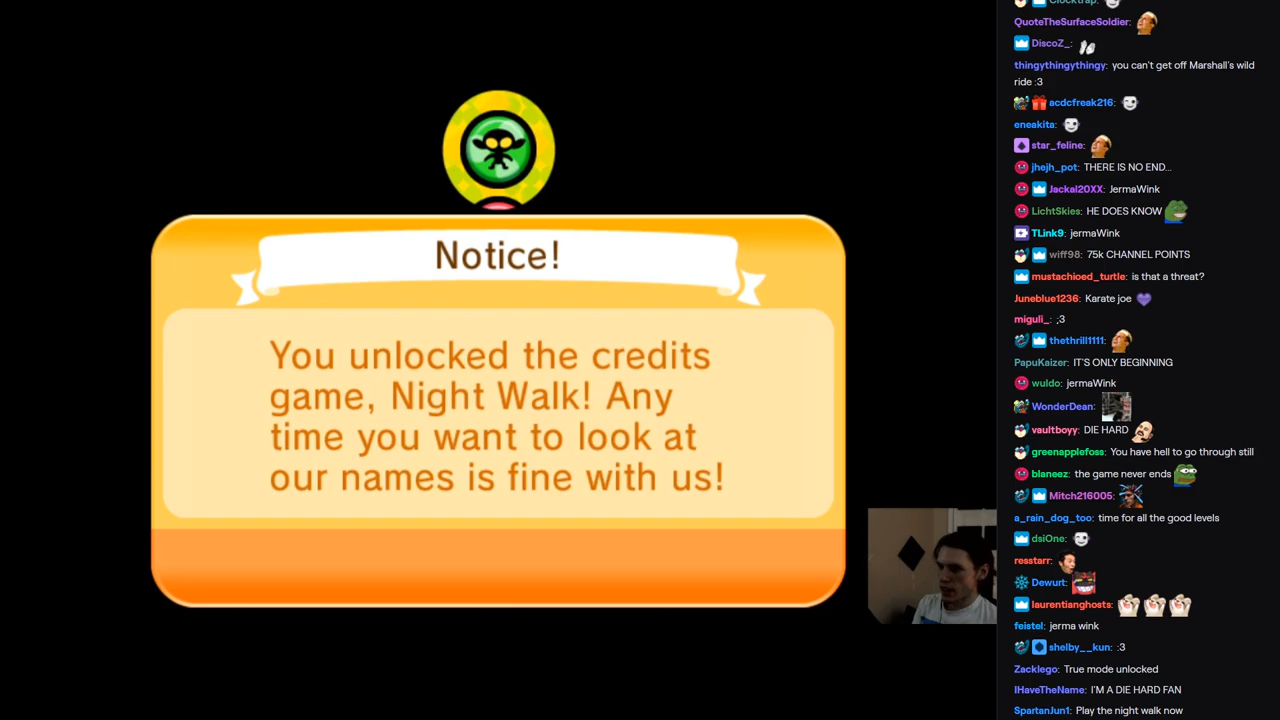 Notice!
You unlocked the credits
game, Night Walk! Any
time you want to look at
our names is fine with us!
Clocktrap:
QuoteTheSurfaceSoldier:
DiscoZ_:
thingythingythingy: you can't get off Marshall's wild
ride :3
acdcfreak216:
eneakita:
star_feline:
jhejh_pot: THERE IS NO END...
Jackal20XX: JermaWink
LichtSkies: HE DOES KNOW
TLink9: jermaWink
wiff98: 75k CHANNEL POINTS
mustachioed_turtle: is that a threat?
Juneblue1236: Karate joe
miguli_: ;3
thethrill1111:
PapuKaizer: IT'S ONLY BEGINNING
wuldo: jermaWink
WonderDean:
vaultboyy: DIE HARD
greenapplefoss: You have hell to go through still
blaneez: the game never ends
Mitch216005:
a_rain_dog_too: time for all the good levels
dsiOne:
resstarr:
Dewurt:
laurentianghosts:
feistel: jerma wink
shelby__kun: :3
Zacklego: True mode unlocked
IHaveTheName: I'M A DIE HARD FAN
SpartanJun1: Play the night walk now